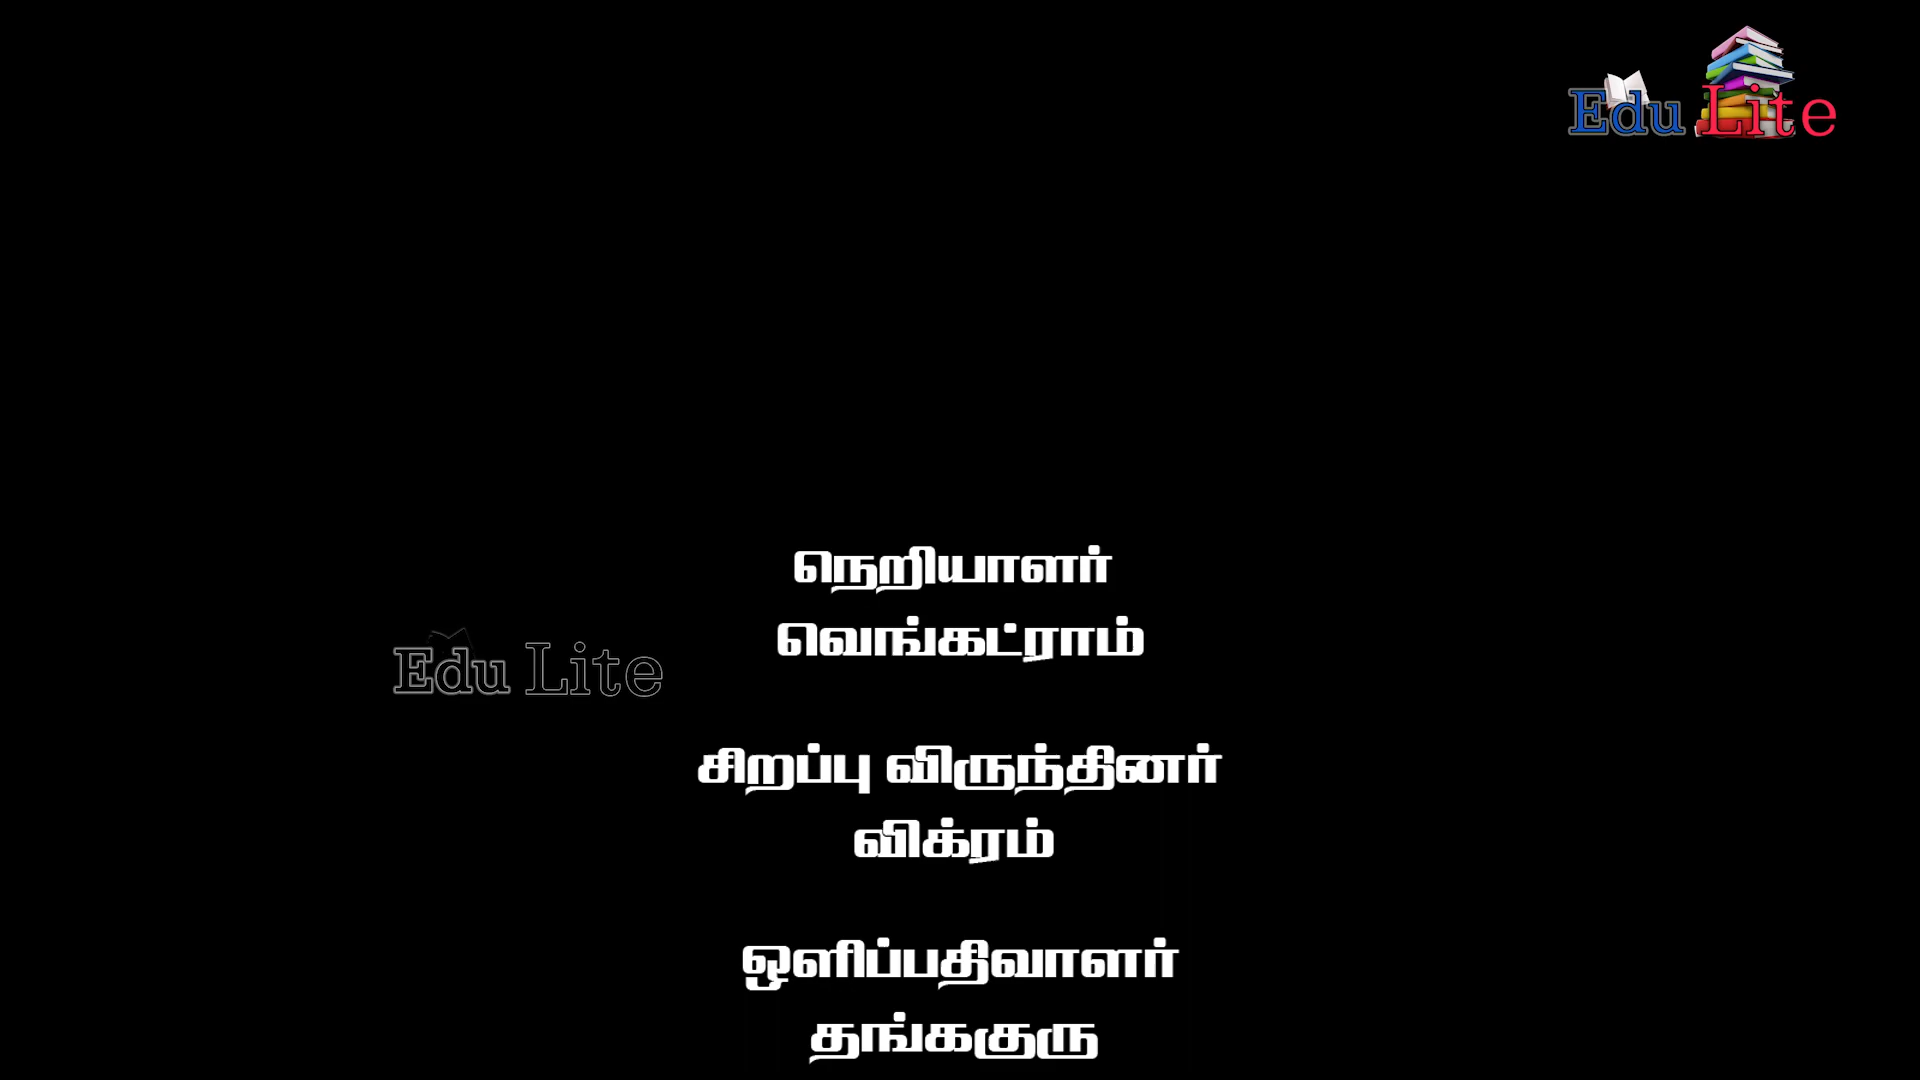 Edu Lite
நெறியாளர்
வெங்கட்ராம்
Edu Lite
சிறப்பு விருந்தினர்
விக்ரம்
ஒளிப்பதிவாளர்
தங்ககுரு